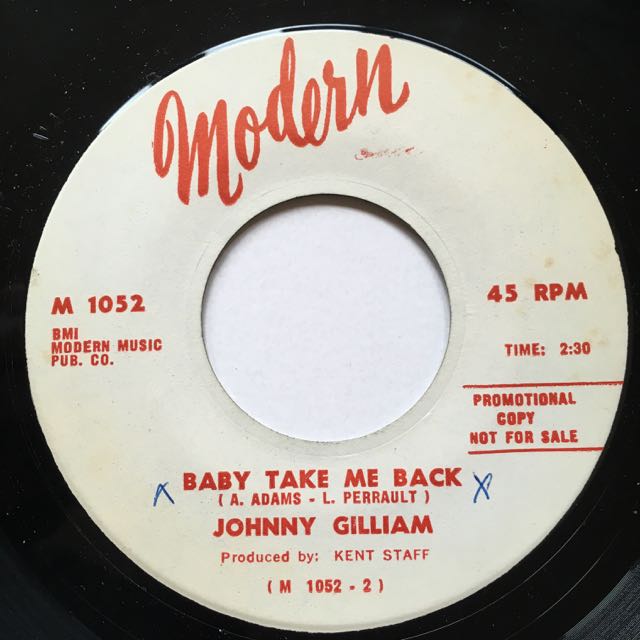 Modern
M 1052
BMI
MODERN MUSIC
PUB. CO.
45 RPM
TIME: 2:30
PROMOTIONAL
COPY
NOT FOR SALE
X BABY TAKE ME BACK X
( A. ADAMS - L. PERRAULT )
JOHNNY GILLIAM
Produced by: KENT STAFF
( M 1052 - 2 )